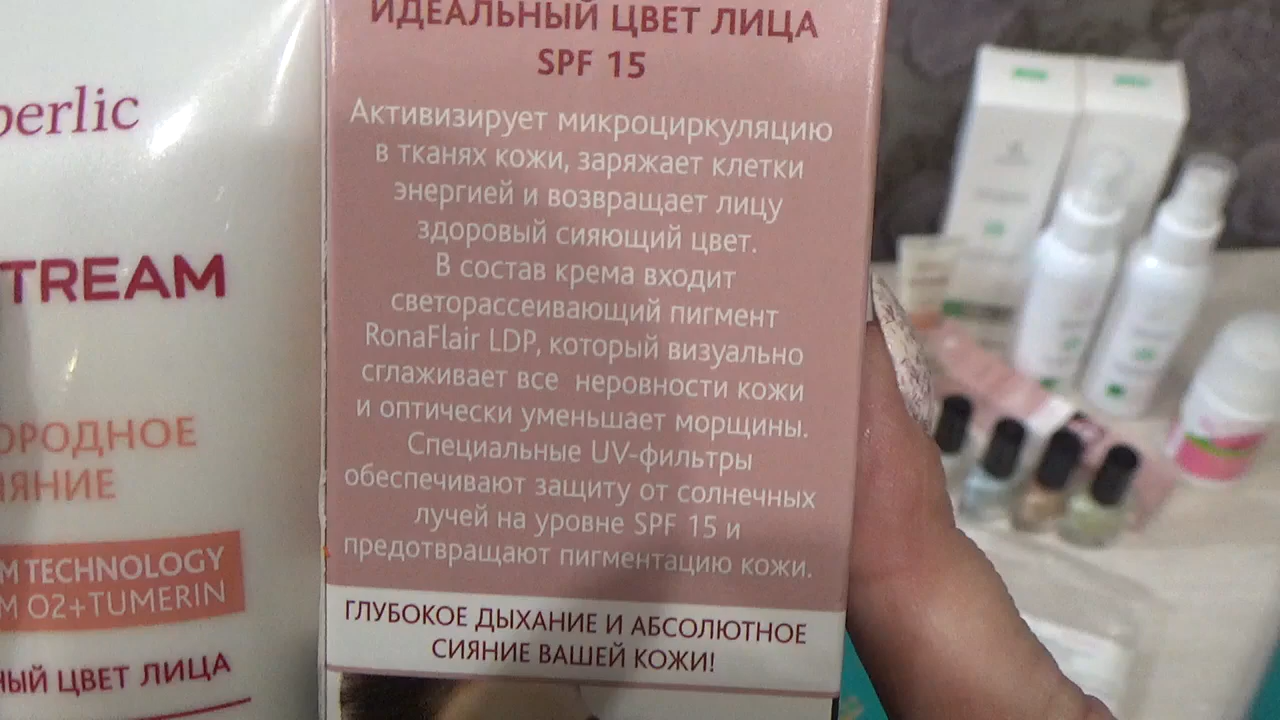 berlic
TREAM
ОРОДНОЕ
ЯНИЕ
M TECHNOLOGY
M O2+TUMERIN
НЫЙ ЦВЕТ ЛИЦА
ИДЕАЛЬНЫЙ ЦВЕТ ЛИЦА
SPF 15
Активизирует микроциркуляцию
в тканях кожи, заряжает клетки
энергией и возвращает лицу
здоровый сияющий цвет.
В состав крема входит
светорассеивающий пигмент
RonaFlair LDP, который визуально
сглаживает все неровности кожи
и оптически уменьшает морщины.
Специальные UV-фильтры
обеспечивают защиту от солнечных
лучей на уровне SPF 15 и
предотвращают пигментацию кожи.
ГЛУБОКОЕ ДЫХАНИЕ И АБСОЛЮТНОЕ
СИЯНИЕ ВАШЕЙ КОЖИ!